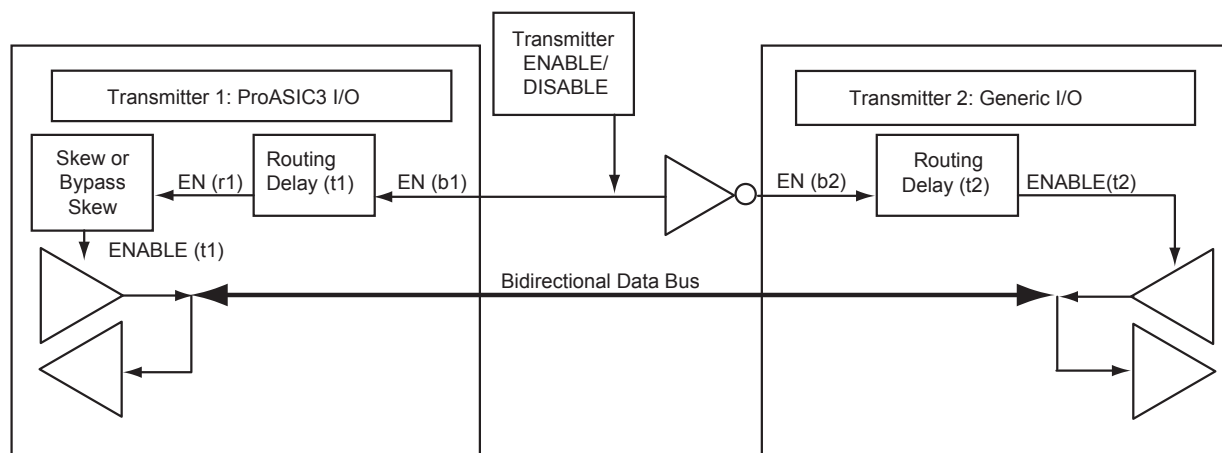 Transmitter
ENABLE/
DISABLE
Transmitter 1: ProASIC3 I/O
Transmitter 2: Generic I/O
Skew or
Bypass
Skew
EN (r1)
Routing
Delay (t1)
EN (b1)
EN (b2)
Routing
Delay (t2)
ENABLE(t2)
ENABLE (t1)
Bidirectional Data Bus